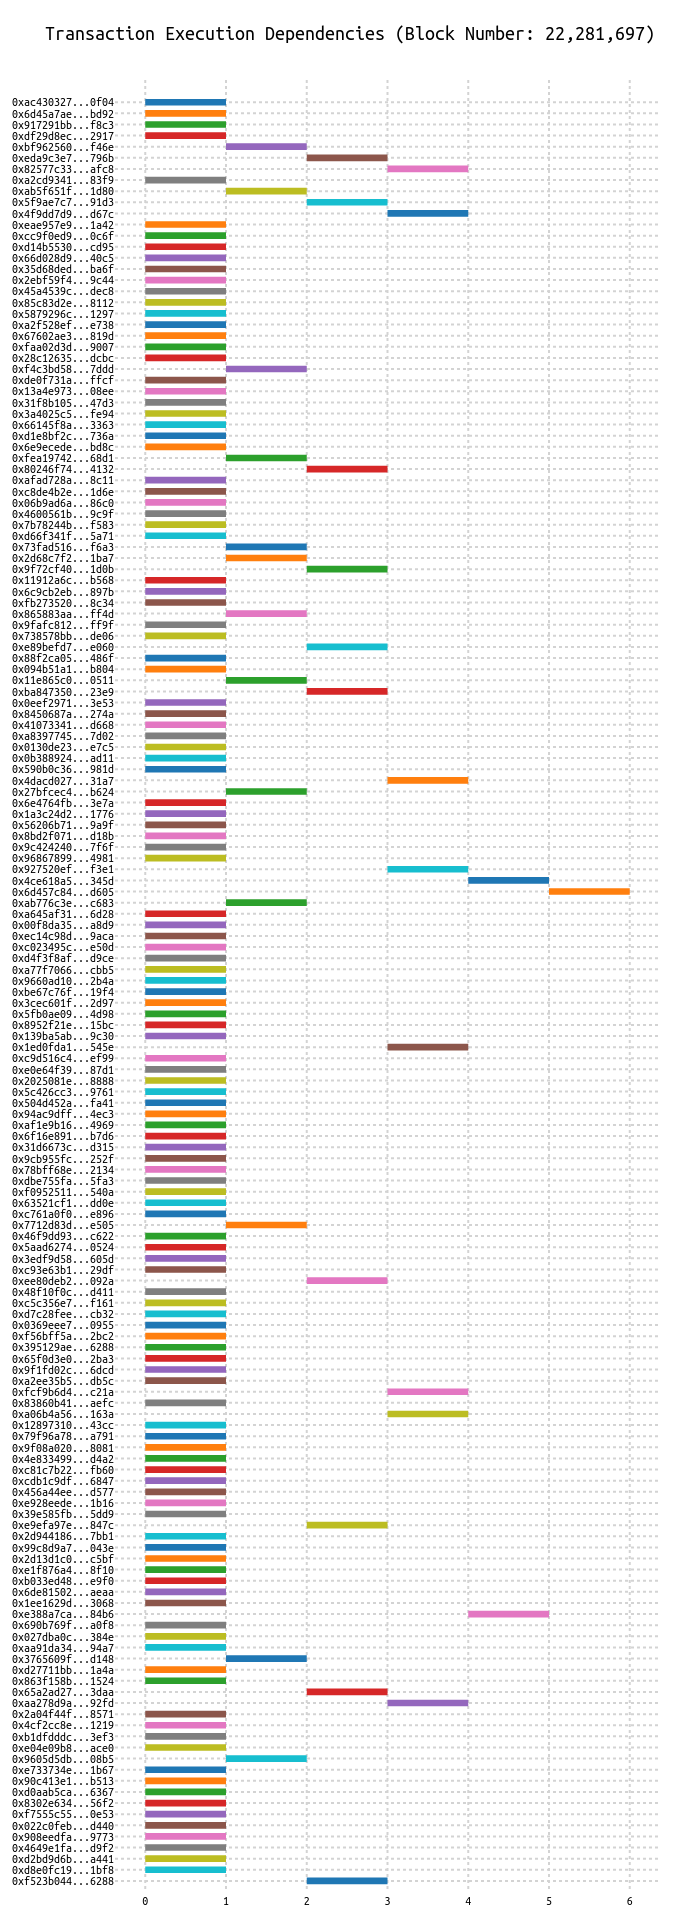 Transaction Execution Dependencies (Block Number: 22,281,697)
0xac430327...0f04
0x6d45a7ae...bd92
0x917291bb...f8c3
0xdf29d8ec...2917
0xbf962560...f46e
0xeda9c3e7...796b
0x82577c33...afc8
0xa2cd9341...83f9
0xab5f651f...1d80
0x5f9ae7c7...91d3
0x4f9dd7d9...d67c
0xeae957e9...1a42
0xcc9f0ed9...0c6f
0xd14b5530...cd95
0x66d028d9...40c5
0x35d68ded...ba6f
0x2ebf59f4...9c44
0x45a4539c...dec8
0x85c83d2e...8112
0x5879296c...1297
0xa2f528ef...e738
0x67602ae3...819d
0xfaa02d3d...9007
0x28c12635...dcbc
0xf4c3bd58...7ddd
0xde0f731a...ffcf
0x13a4e973...08ee
0x31f8b105...47d3
0x3a4025c5...fe94
0x66145f8a...3363
0xd1e8bf2c...736a
0x6e9ecede...bd8c
0xfea19742...68d1
0x80246f74...4132
0xafad728a...8c11
0xc8de4b2e...1d6e
0x06b9ad6a...86c0
0x4600561b...9c9f
0x7b78244b...f583
0xd66f341f...5a71
0x73fad516...f6a3
0x2d68c7f2...1ba7
0x9f72cf40...1d0b
0x11912a6c...b568
0x6c9cb2eb...897b
0xfb273520...8c34
0x865883aa...ff4d
0x9fafc812...ff9f
0x738578bb...de06
0xe89befd7...e060
0x88f2ca05...486f
0x094b51a1...b804
0x11e865c0...0511
0xba847350...23e9
0x0eef2971...3e53
0x8450687a...274a
0x41073341...d668
0xa8397745...7d02
0x0130de23...e7c5
0x0b388924...ad11
0x590b0c36...981d
0x4dacd027...31a7
0x27bfcec4...b624
0x6e4764fb...3e7a
0x1a3c24d2...1776
0x56206b71...9a9f
0x8bd2f071...d18b
0x9c424240...7f6f
0x96867899...4981
0x927520ef...f3e1
0x4ce618a5...345d
0x6d457c84...d605
0xab776c3e...c683
0xa645af31...6d28
0x00f8da35...a8d9
0xec14c98d...9aca
0xc023495c...e50d
0xd4f3f8af...d9ce
0xa77f7066...cbb5
0x9660ad10...2b4a
0xbe67c76f...19f4
0x3cec601f...2d97
0x5fb0ae09...4d98
0x8952f21e...15bc
0x139ba5ab...9c30
0x1ed0fda1...545e
0xc9d516c4...ef99
0xe0e64f39...87d1
0x2025081e...8888
0x5c426cc3...9761
0x504d452a...fa41
0x94ac9dff...4ec3
0xaf1e9b16...4969
0x6f16e891...b7d6
0x31d6673c...d315
0x9cb955fc...252f
0x78bff68e...2134
0xdbe755fa...5fa3
0xf0952511...540a
0x63521cf1...dd0e
0xc761a0f0...e896
0x7712d83d...e505
0x46f9dd93...c622
0x5aad6274...0524
0x3edf9d58...605d
0xc93e63b1...29df
0xee80deb2...092a
0x48f10f0c...d411
0xc5c356e7...f161
0xd7c28fee...cb32
0x0369eee7...0955
0xf56bff5a...2bc2
0x395129ae...6288
0x65f0d3e0...2ba3
0x9f1fd02c...6dcd
0xa2ee35b5...db5c
0xfcf9b6d4...c21a
0x83860b41...aefc
0xa06b4a56...163a
0x12897310...43cc
0x79f96a78...a791
0x9f08a020...8081
0x4e833499...d4a2
0xc81c7b22...fb60
0xcdb1c9df...6847
0x456a44ee...d577
0xe928eede...1b16
0x39e585fb...5dd9
0xe9efa97e...847c
0x2d944186...7bb1
0x99c8d9a7...043e
0x2d13d1c0...c5bf
0xe1f876a4...8f10
0xb033ed48...e9f0
0x6de81502...aeaa
0x1ee1629d...3068
0xe388a7ca...84b6
0x690b769f...a0f8
0x027dba0c...384e
0xaa91da34...94a7
0x3765609f...d148
0xd27711bb...1a4a
0x863f158b...1524
0x65a2ad27...3daa
0xaa278d9a...92fd
0x2a04f44f...8571
0x4cf2cc8e...1219
0xb1dfdddc...3ef3
0xe04e09b8...ace0
0x9605d5db...08b5
0xe733734e...1b67
0x90c413e1...b513
0xd0aab5ca...6367
0x8302e634...56f2
0xf7555c55...0e53
0x022c0feb...d440
0x908eedfa...9773
0x4649e1fa...d9f2
0xd2bd9d6b...a441
0xd8e0fc19...1bf8
0xf523b044...6288
0 1 2 3 4 5 6